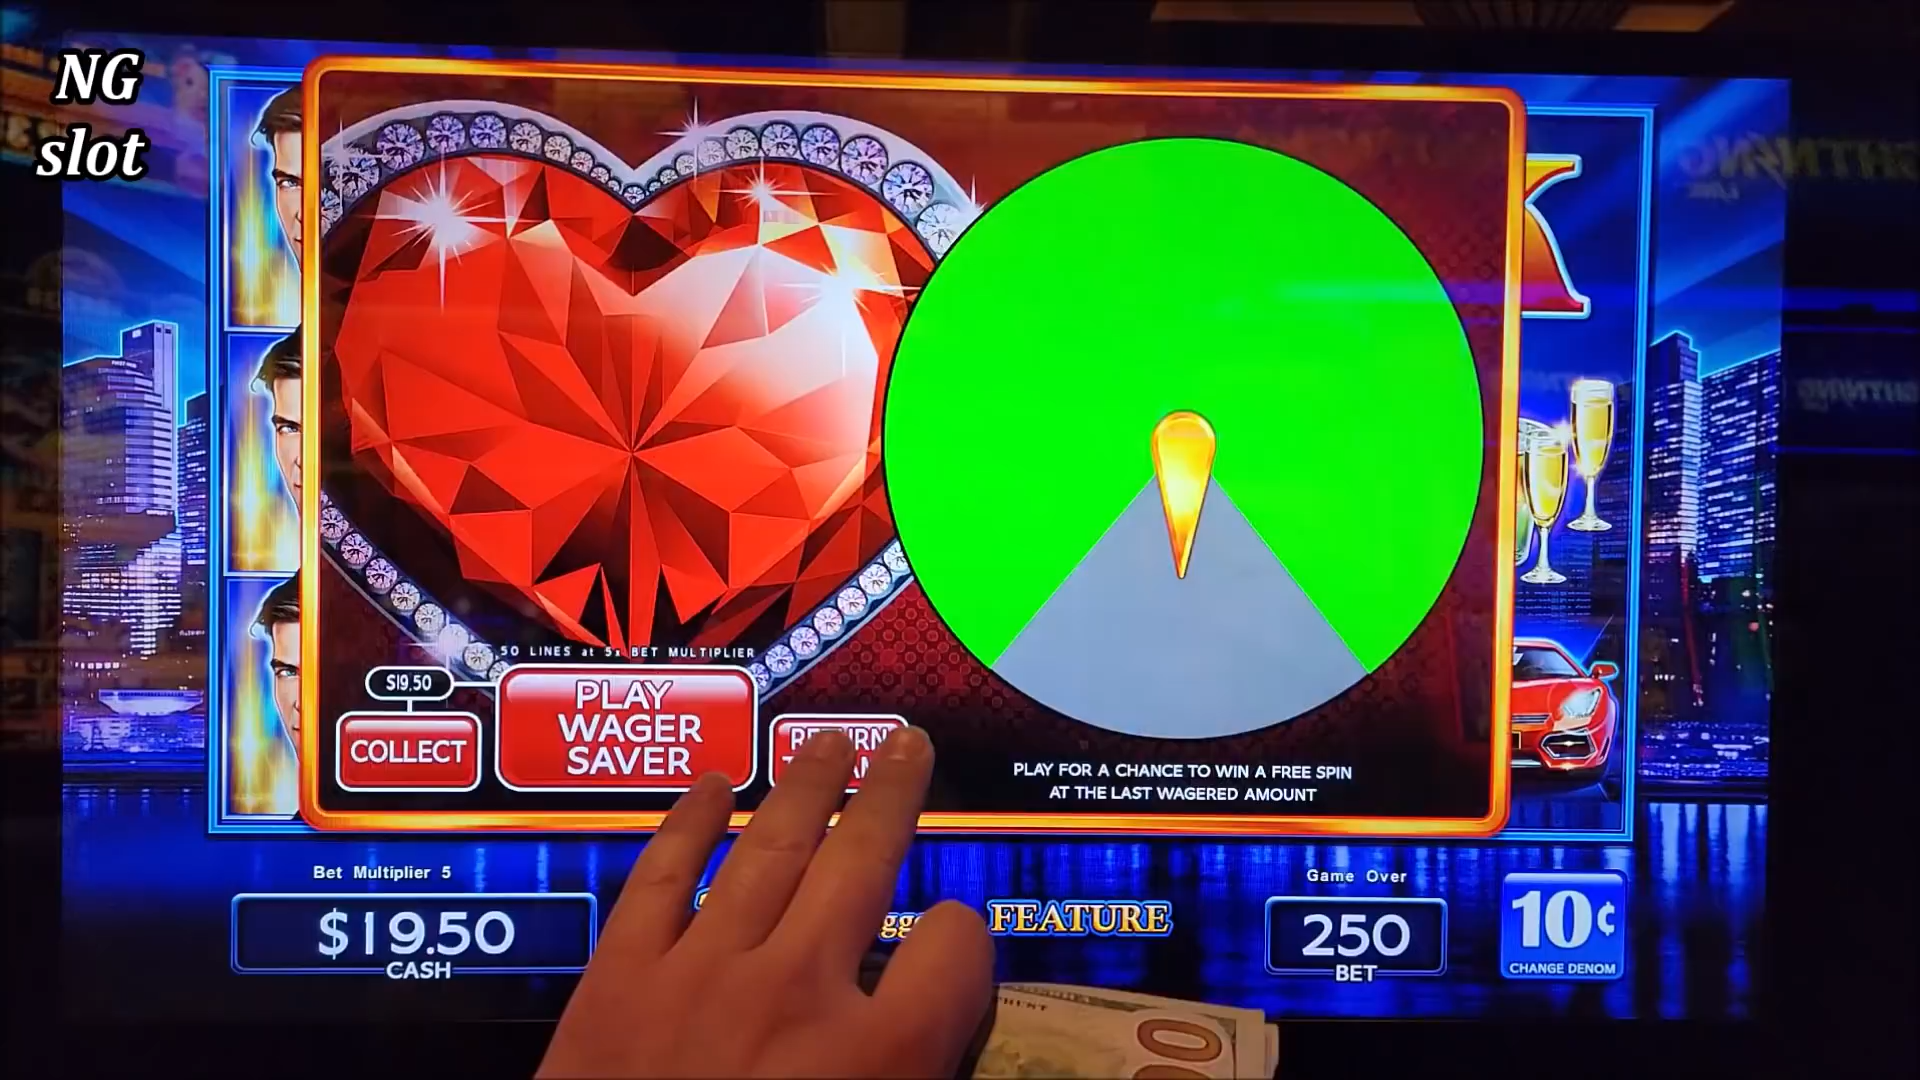 NG
slot
50 LINES at 5x BET MULTIPLIER
$19.50
COLLECT
PLAY
WAGER
SAVER
PLAY FOR A CHANCE TO WIN A FREE SPIN
AT THE LAST WAGERED AMOUNT
Bet Multiplier 5
$19.50
CASH
FEATURE
Game Over
250
BET
10¢
CHANGE DENOM